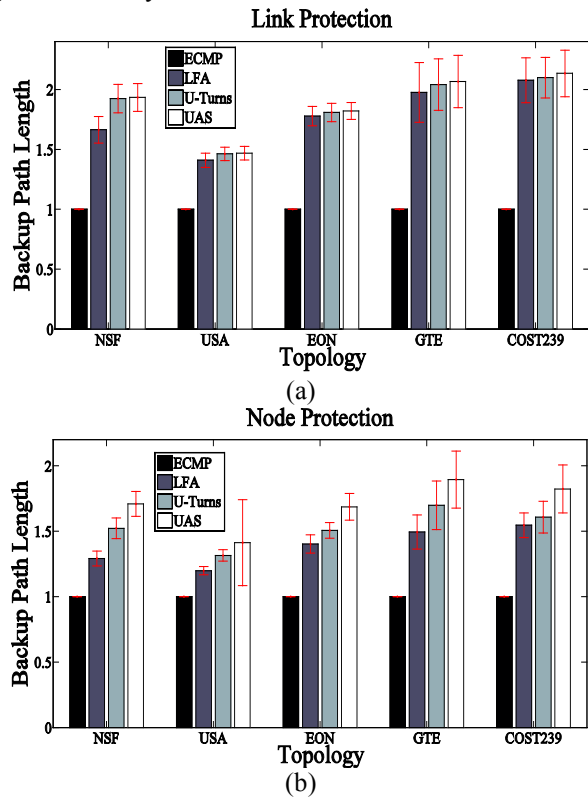 Link Protection
ECMP
LFA
U-Turns
UAS
2
1.5
1
0.5
0
Backup Path Length
NSF USA EON GTE COST239
Topology
(a)
Node Protection
ECMP
LFA
U-Turns
UAS
2
1.5
1
0.5
0
Backup Path Length
NSF USA EON GTE COST239
Topology
(b)